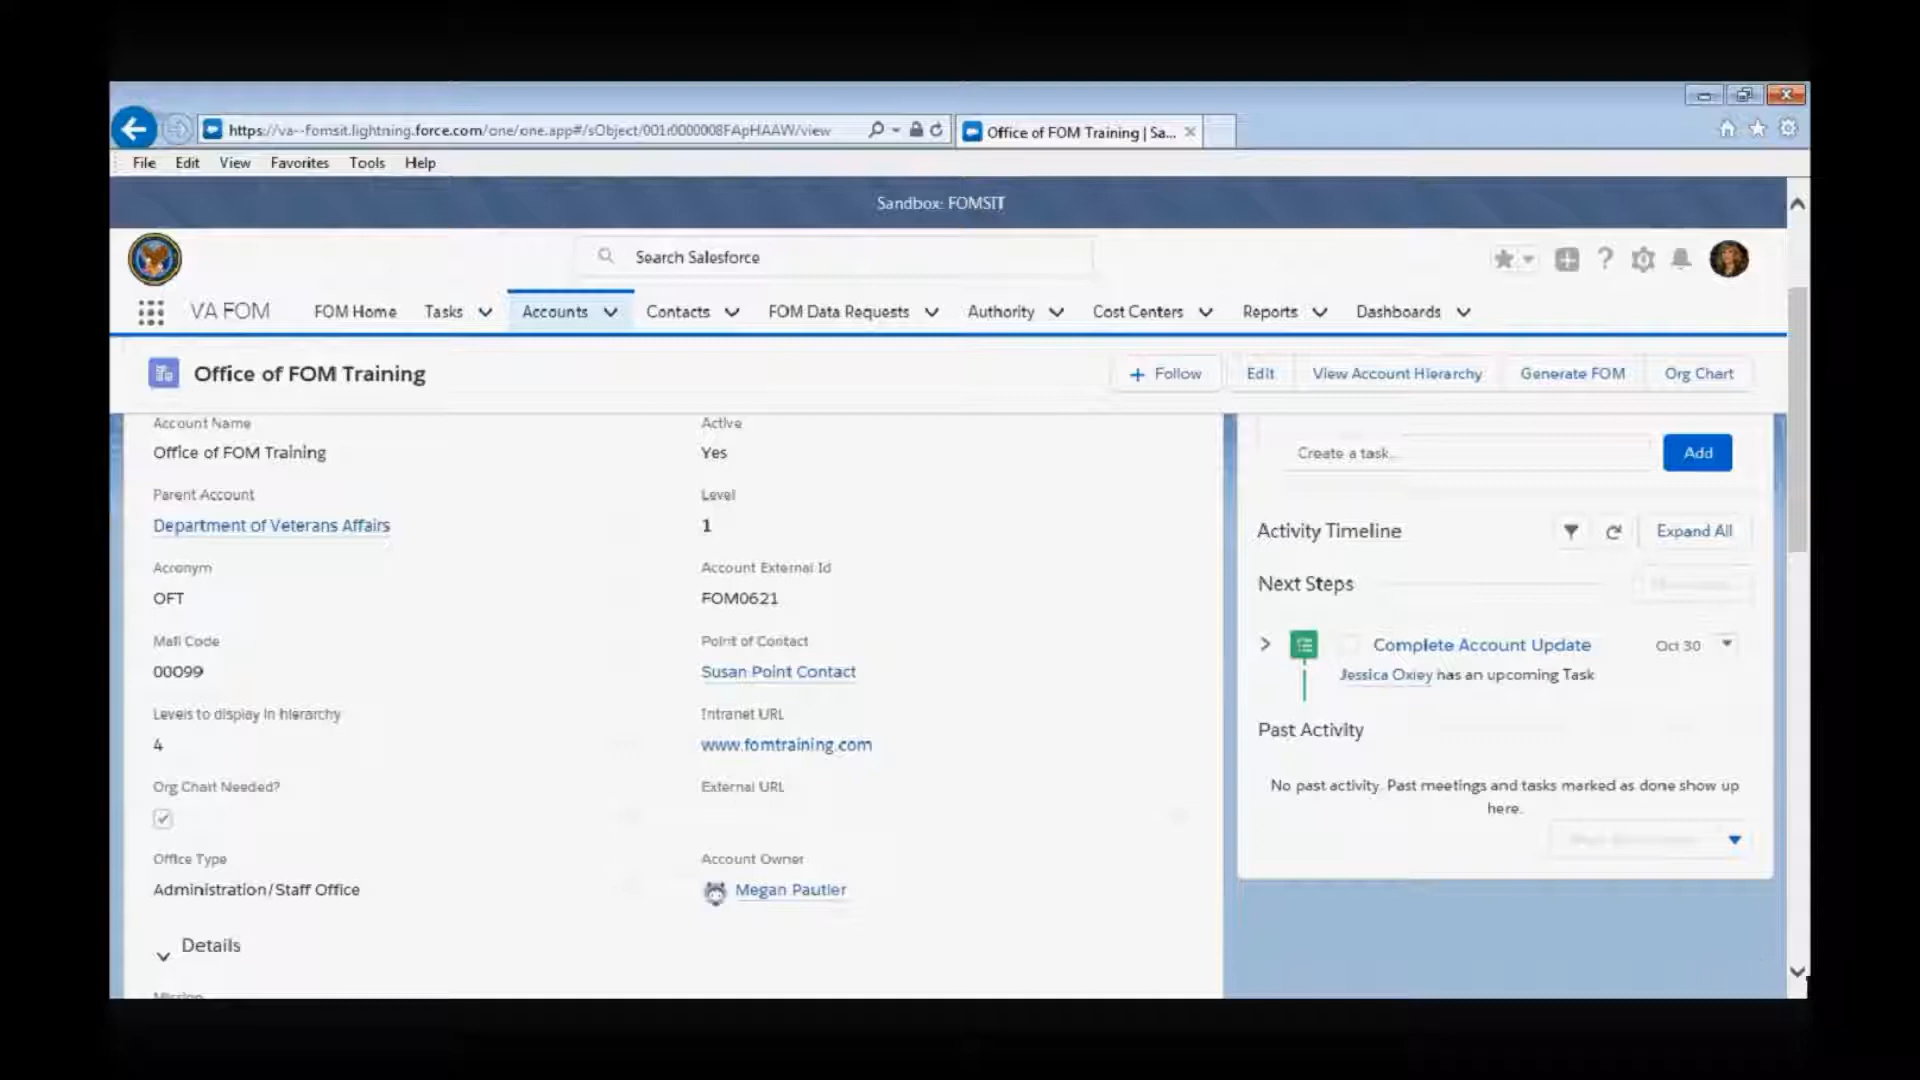 https://va--fomsit.lightning.force.com/one/one.app#/sObject/001r0000008FApHAAW/view
Office of FOM Training | Sa...
File Edit View Favorites Tools Help
Sandbox: FOMSIT
Search Salesforce
VA FOM FOM Home Tasks Accounts Contacts FOM Data Requests Authority Cost Centers Reports Dashboards
Office of FOM Training
+ Follow Edit View Account Hierarchy Generate FOM Org Chart
Account Name
Office of FOM Training
Active
Yes
Parent Account
Department of Veterans Affairs
Level
1
Acronym
OFT
Account External Id
FOM0621
Mail Code
00099
Point of Contact
Susan Point Contact
Levels to display in hierarchy
4
Intranet URL
www.fomtraining.com
Org Chart Needed?
External URL
Office Type
Administration/Staff Office
Account Owner
Megan Pautler
Details
Mission
Create a task...
Add
Activity Timeline
Expand All
Next Steps
Complete Account Update
Oct 30
Jessica Oxley has an upcoming Task
Past Activity
No past activity. Past meetings and tasks marked as done show up
here.